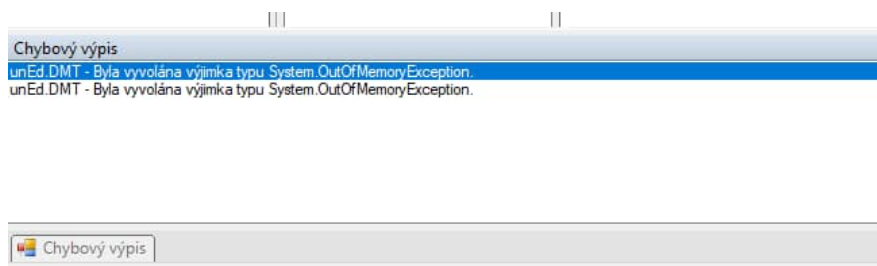 Chybový výpis
unEd.DMT - Byla vyvolána výjimka typu System.OutOfMemoryException.
unEd.DMT - Byla vyvolána výjimka typu System.OutOfMemoryException.
Chybový výpis